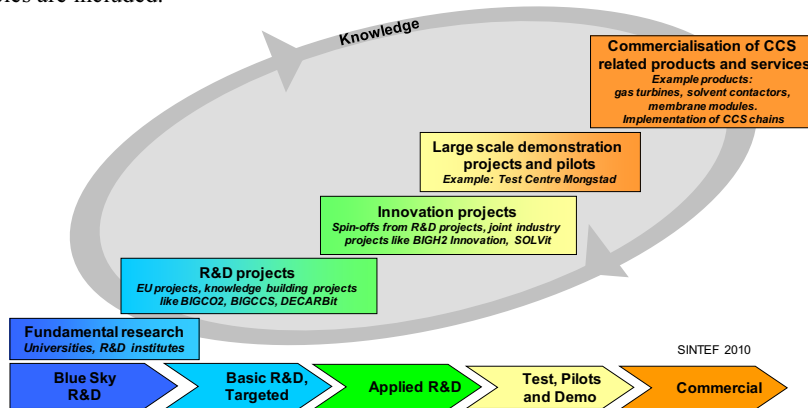 Knowledge
Commercialisation of CCS
related products and services
Example products:
gas turbines, solvent contactors,
membrane modules.
Implementation of CCS chains
Large scale demonstration
projects and pilots
Example: Test Centre Mongstad
Innovation projects
Spin-offs from R&D projects, joint industry
projects like BIGH2 Innovation, SOLVit
R&D projects
EU projects, knowledge building projects
like BIGCO2, BIGCCS, DECARBit
Fundamental research
Universities, R&D institutes
SINTEF 2010
Blue Sky
R&D
Basic R&D,
Targeted
Applied R&D
Test, Pilots
and Demo
Commercial